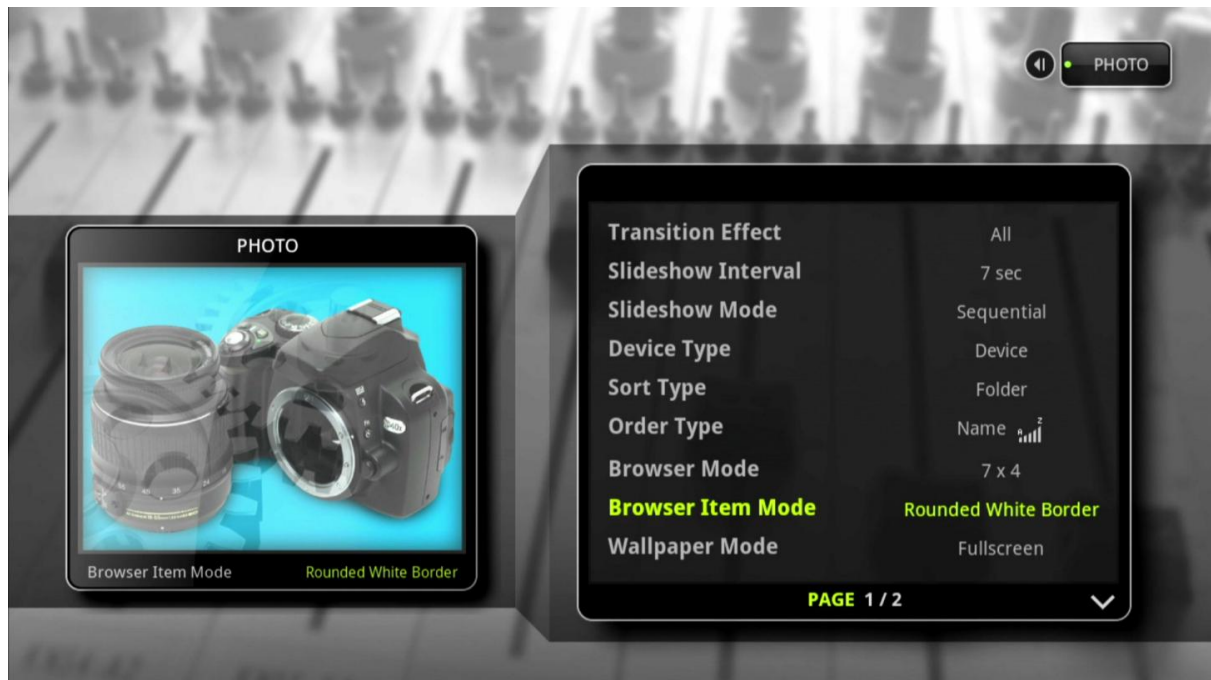 PHOTO
PHOTO
Browser Item Mode Rounded White Border
Transition Effect All
Slideshow Interval 7 sec
Slideshow Mode Sequential
Device Type Device
Sort Type Folder
Order Type Name A Z
Browser Mode 7 x 4
Browser Item Mode Rounded White Border
Wallpaper Mode Fullscreen
PAGE 1 / 2